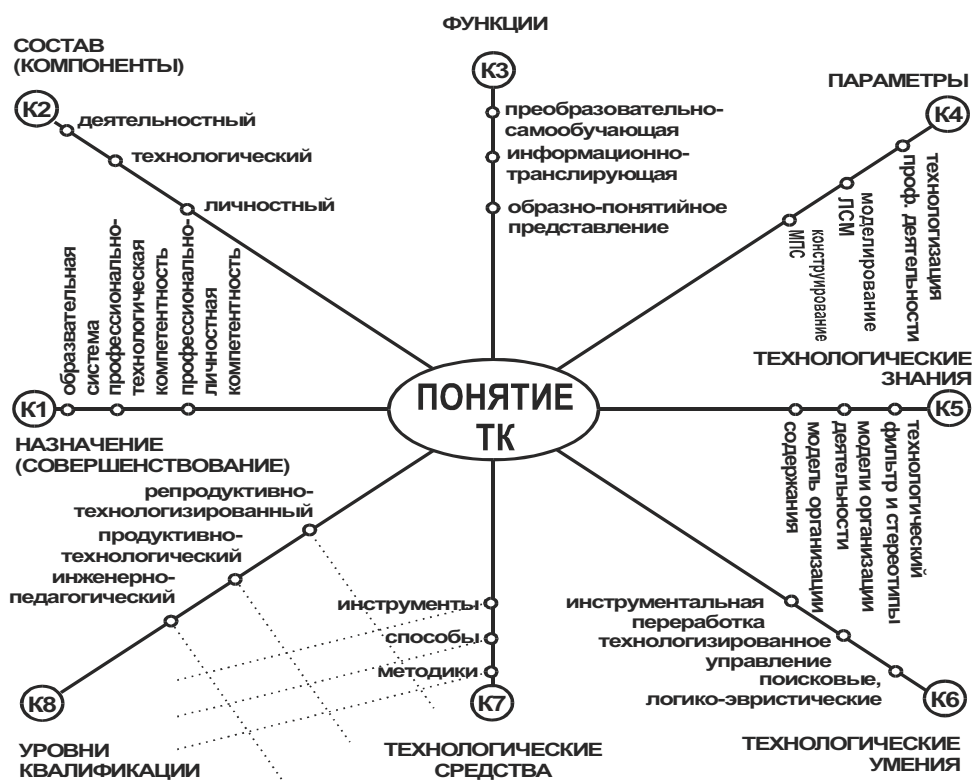 ФУНКЦИИ
СОСТАВ
(КОМПОНЕНТЫ)
К3
ПАРАМЕТРЫ
К2
К4
деятельностный
технологический
личностный
преобразовательно-
самообучающая
информационно-
транслирующая
образно-понятийное
представление
технологизация
проф. деятельности
моделирование
ЛСМ
конструирование
МПС
образвательная
система
профессионально-
технологическая
компетентность
профессионально-
личностная
компетентность
К1
НАЗНАЧЕНИЕ
(СОВЕРШЕНСТВОВАНИЕ)
ПОНЯТИЕ
ТК
ТЕХНОЛОГИЧЕСКИЕ
ЗНАНИЯ
К5
технологический
фильтр и стереотипы
модели организации
деятельности
модель организации
содержания
репродуктивно-
технологизированный
продуктивно-
технологический
инженерно-
педагогический
К8
УРОВНИ
КВАЛИФИКАЦИИ
инструменты
способы
методики
К7
ТЕХНОЛОГИЧЕСКИЕ
СРЕДСТВА
инструментальная
переработка
технологизированное
управление
поисковые,
логико-эвристические
К6
ТЕХНОЛОГИЧЕСКИЕ
УМЕНИЯ